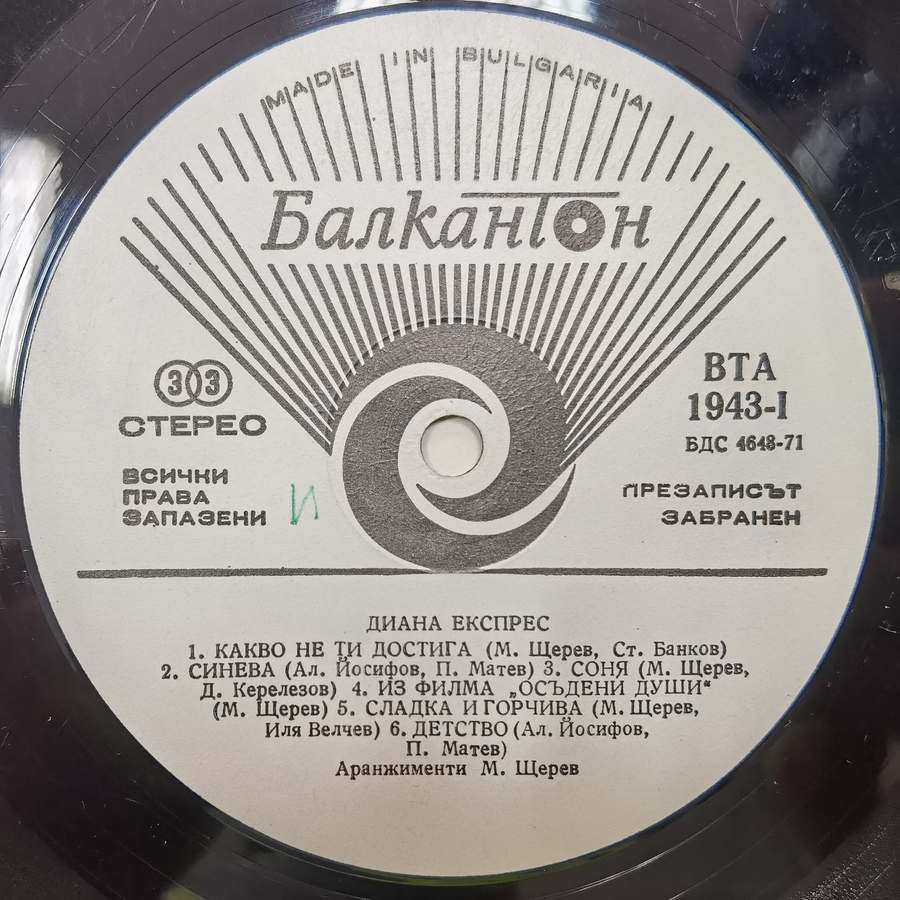 MADE IN BULGARIA
Балкантон
33
СТЕРЕО
ВСИЧКИ
ПРАВА
ЗАПАЗЕНИ
И
ВТА
1943-I
БДС 4648-71
ПРЕЗАПИСЪТ
ЗАБРАНЕН
ДИАНА ЕКСПРЕС
1. КАКВО НЕ ТИ ДОСТИГА (М. Щерев, Ст. Банков)
2. СИНЕВА (Ал. Йосифов, П. Матев) 3. СОНЯ (М. Щерев,
Д. Керелезов) 4. ИЗ ФИЛМА „ОСЪДЕНИ ДУШИ“
(М. Щерев) 5. СЛАДКА И ГОРЧИВА (М. Щерев,
Иля Велчев) 6. ДЕТСТВО (Ал. Йосифов,
П. Матев)
Аранжименти М. Щерев